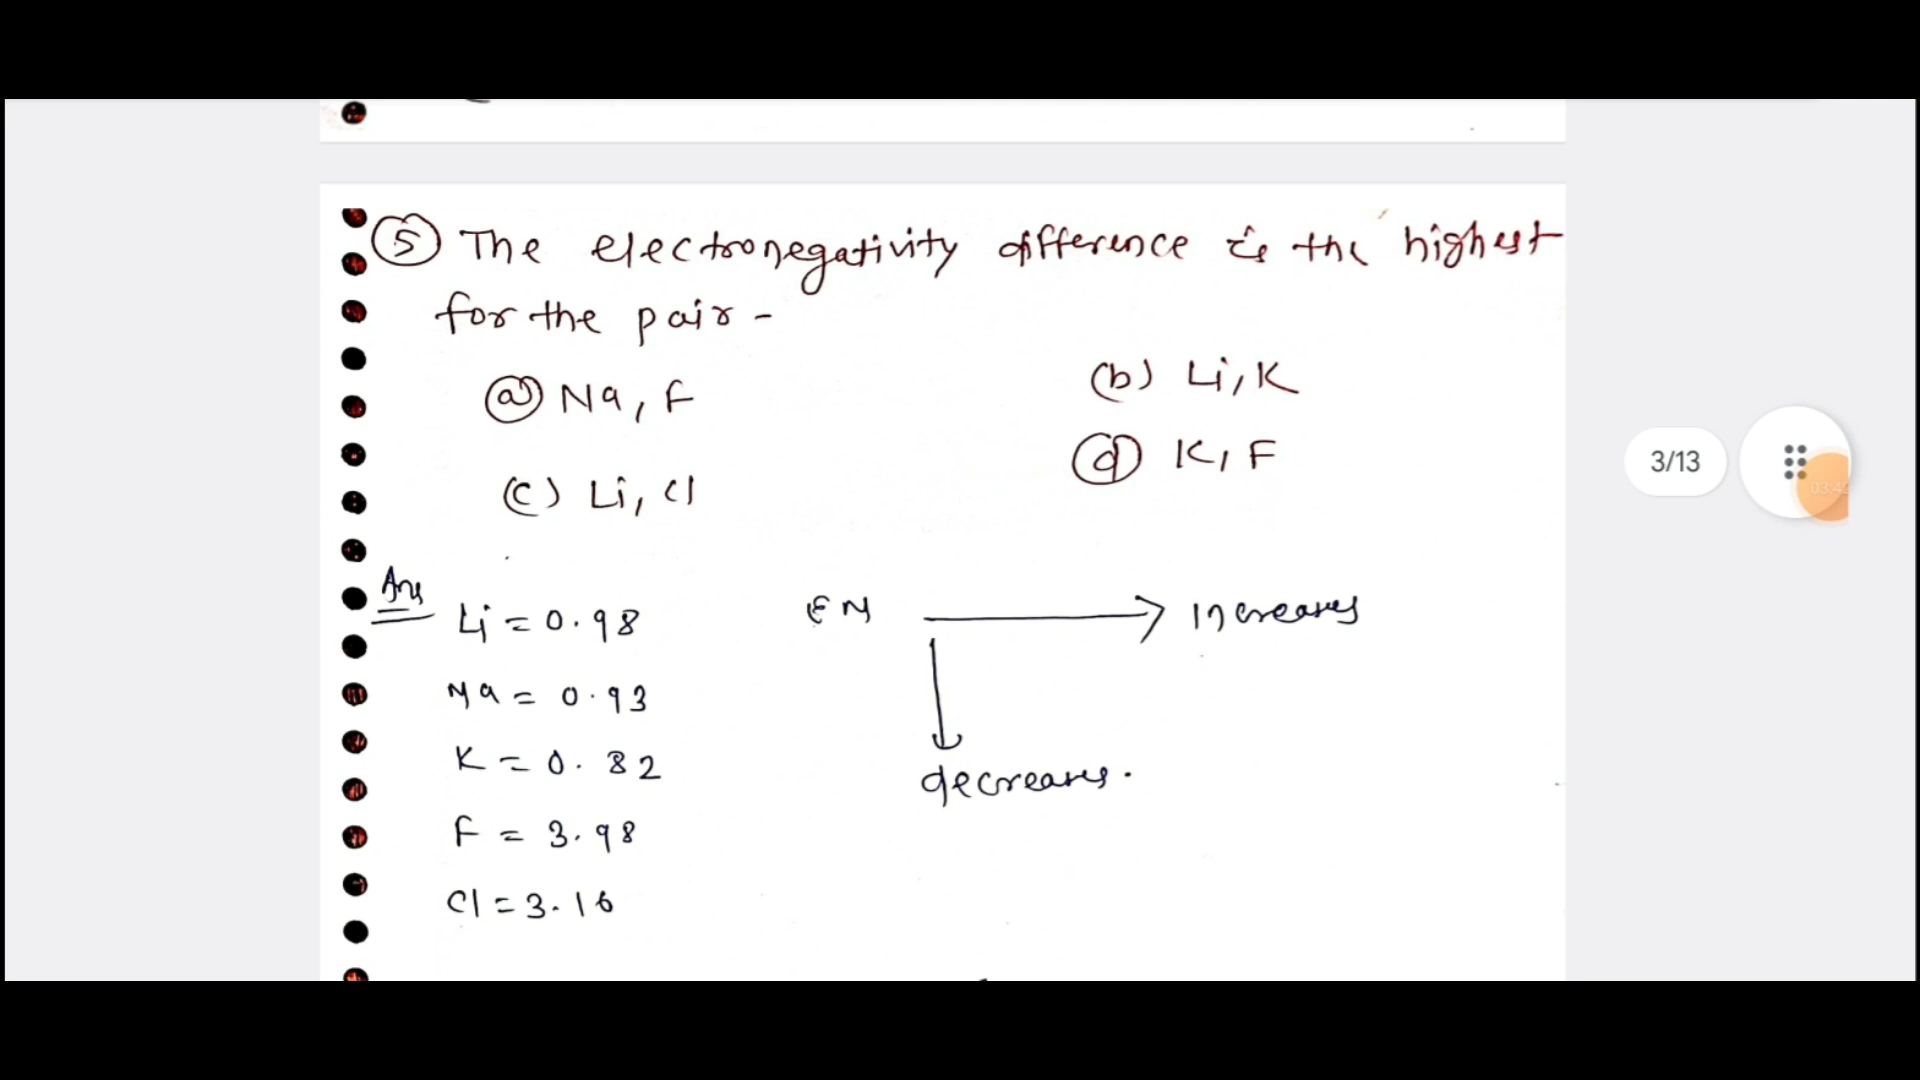 5 The electronegativity difference is the highest
for the pair -
(a) Na, F
(b) Li, K
(c) Li, Cl
(d) K, F
Ans
Li = 0.98
EN → increases
Na = 0.93
K = 0.82
decreases.
F = 3.98
Cl = 3.16
3/13